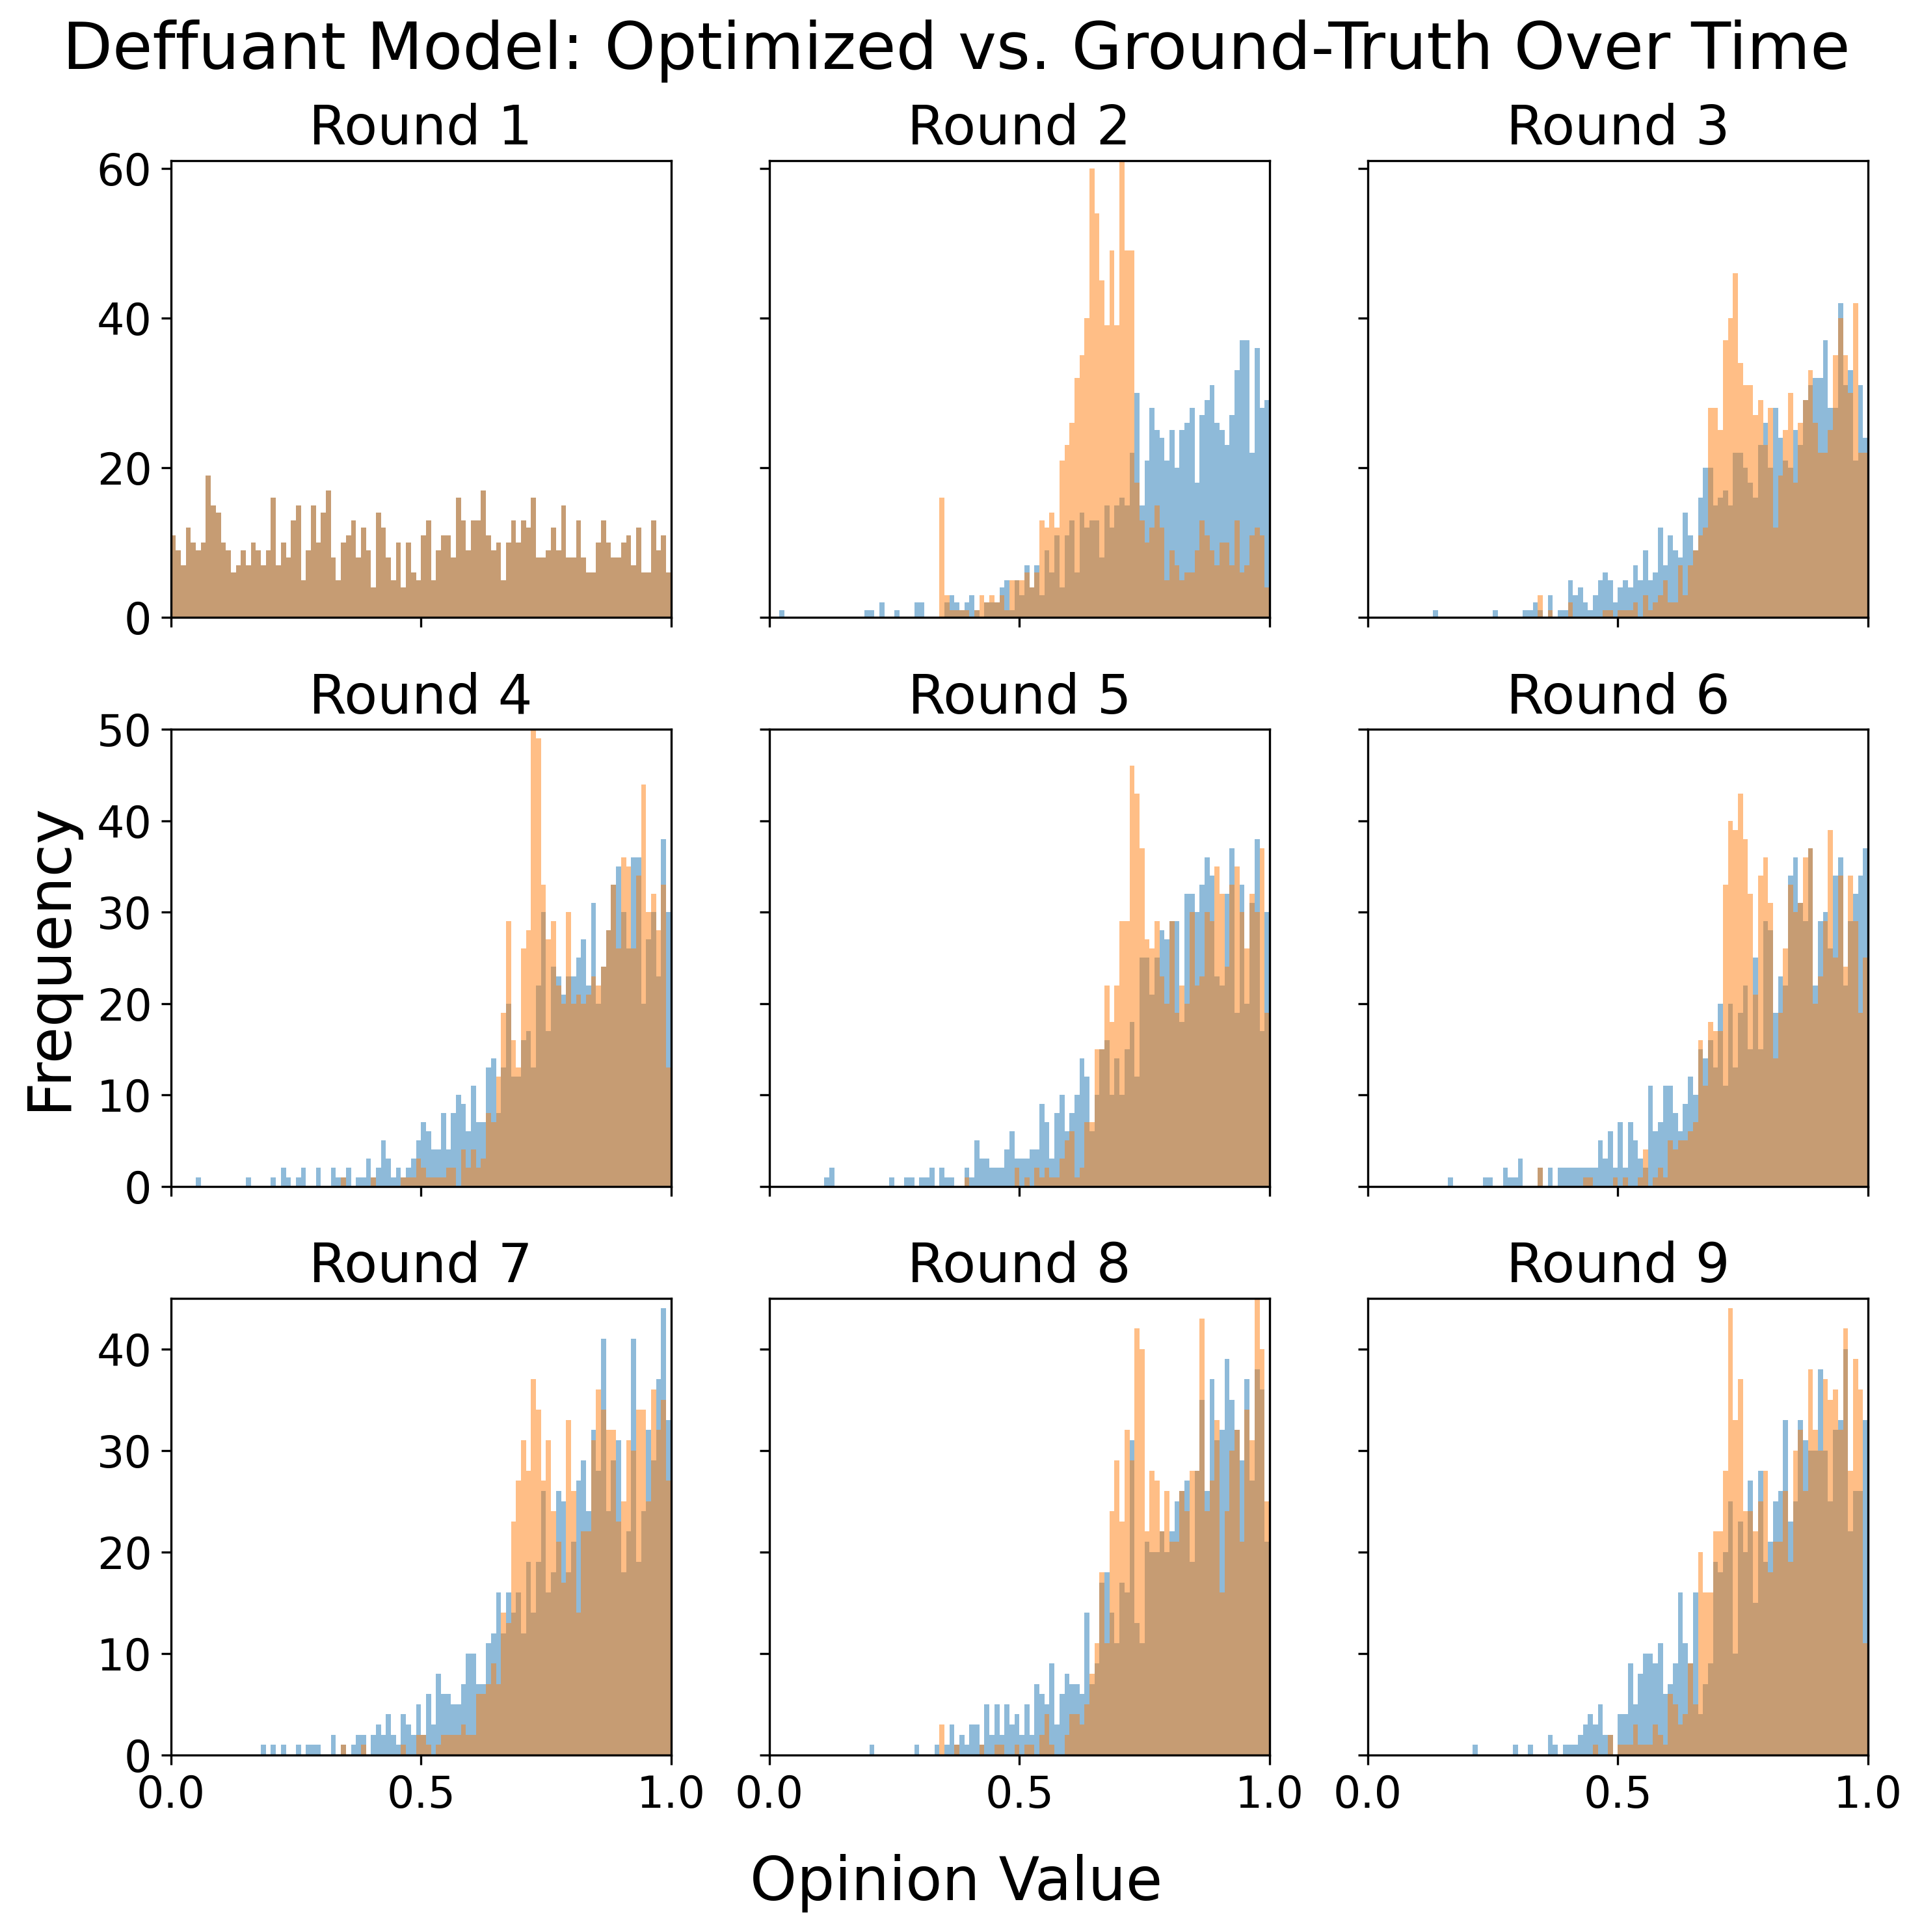 Deffuant Model: Optimized vs. Ground-Truth Over Time
Round 1 Round 2 Round 3
60
40
20
0
Round 4 Round 5 Round 6
50
40
30
20
10
0
Frequency
Round 7 Round 8 Round 9
40
30
20
10
0
0.0 0.5 1.0 0.0 0.5 1.0 0.0 0.5 1.0
Opinion Value